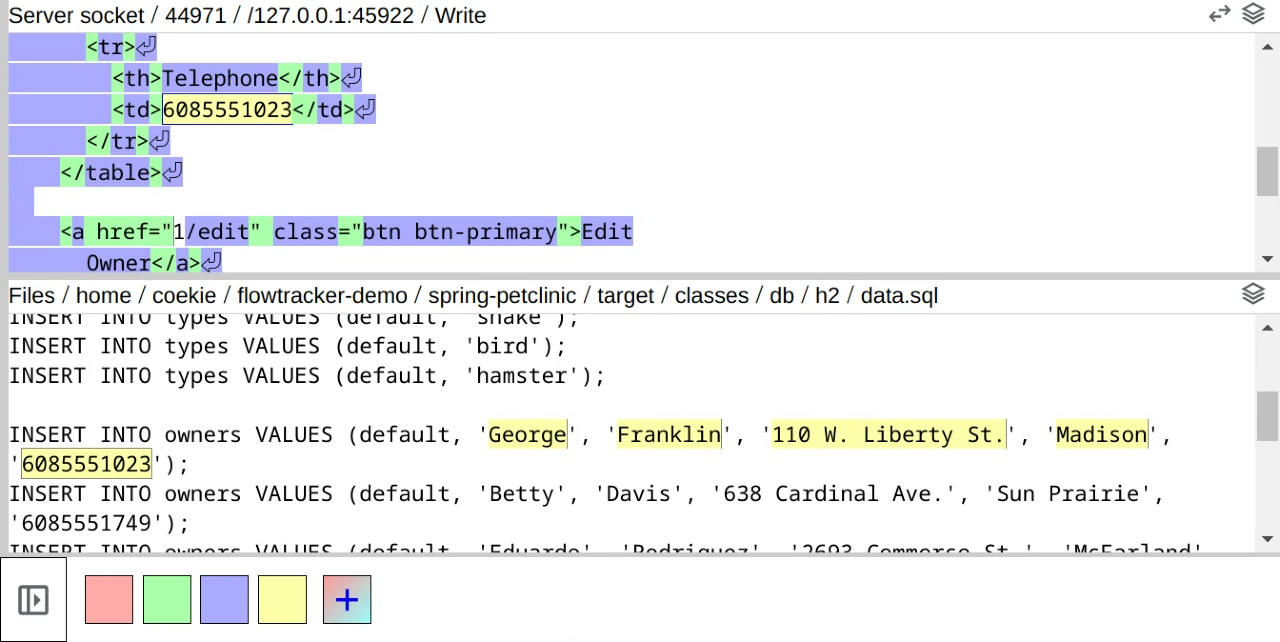 Server socket / 44971 / /127.0.0.1:45922 / Write
<tr>⏎
<th>Telephone</th>⏎
<td>6085551023</td>⏎
</tr>⏎
</table>⏎
<a href="1/edit" class="btn btn-primary">Edit
Owner</a>⏎
Files / home / coekie / flowtracker-demo / spring-petclinic / target / classes / db / h2 / data.sql
INSERT INTO types VALUES (default, 'snake');
INSERT INTO types VALUES (default, 'bird');
INSERT INTO types VALUES (default, 'hamster');
INSERT INTO owners VALUES (default, 'George', 'Franklin', '110 W. Liberty St.', 'Madison',
'6085551023');
INSERT INTO owners VALUES (default, 'Betty', 'Davis', '638 Cardinal Ave.', 'Sun Prairie',
'6085551749');
INSERT INTO owners VALUES (default, 'Eduardo', 'Rodriquez', '2693 Commerce St.', 'McFarland',
+